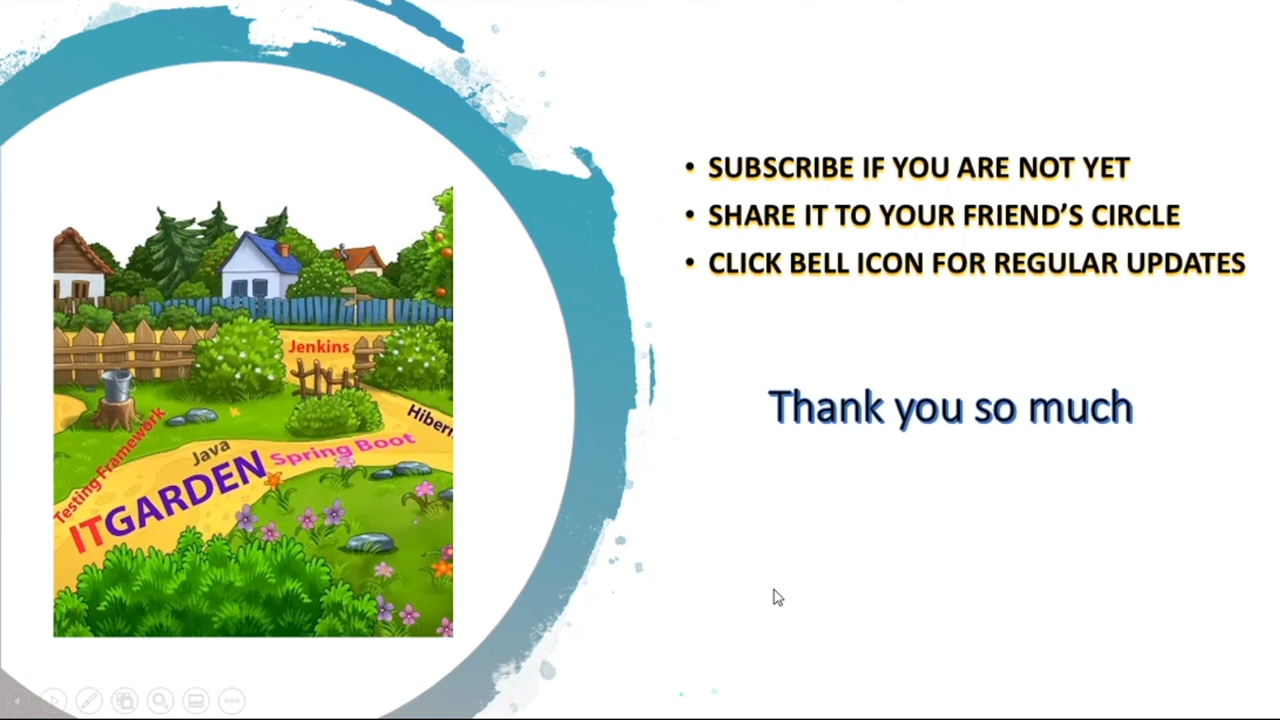 • SUBSCRIBE IF YOU ARE NOT YET
• SHARE IT TO YOUR FRIEND’S CIRCLE
• CLICK BELL ICON FOR REGULAR UPDATES
Thank you so much
Jenkins
Testing Framework
Java
Spring Boot
ITGARDEN